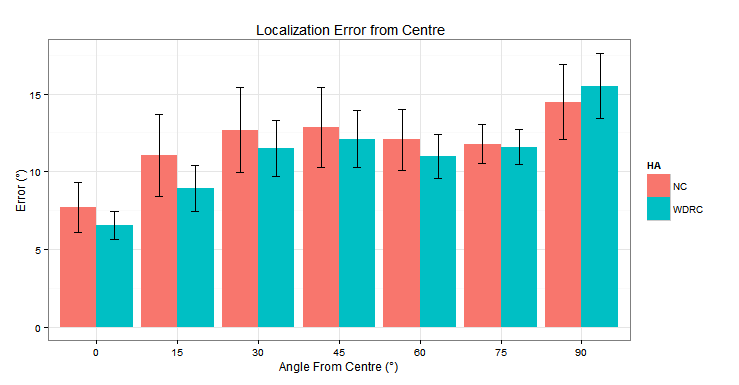 Localization Error from Centre
15
10
5
0
Error (°)
0 15 30 45 60 75 90
Angle From Centre (°)
HA
NC
WDRC